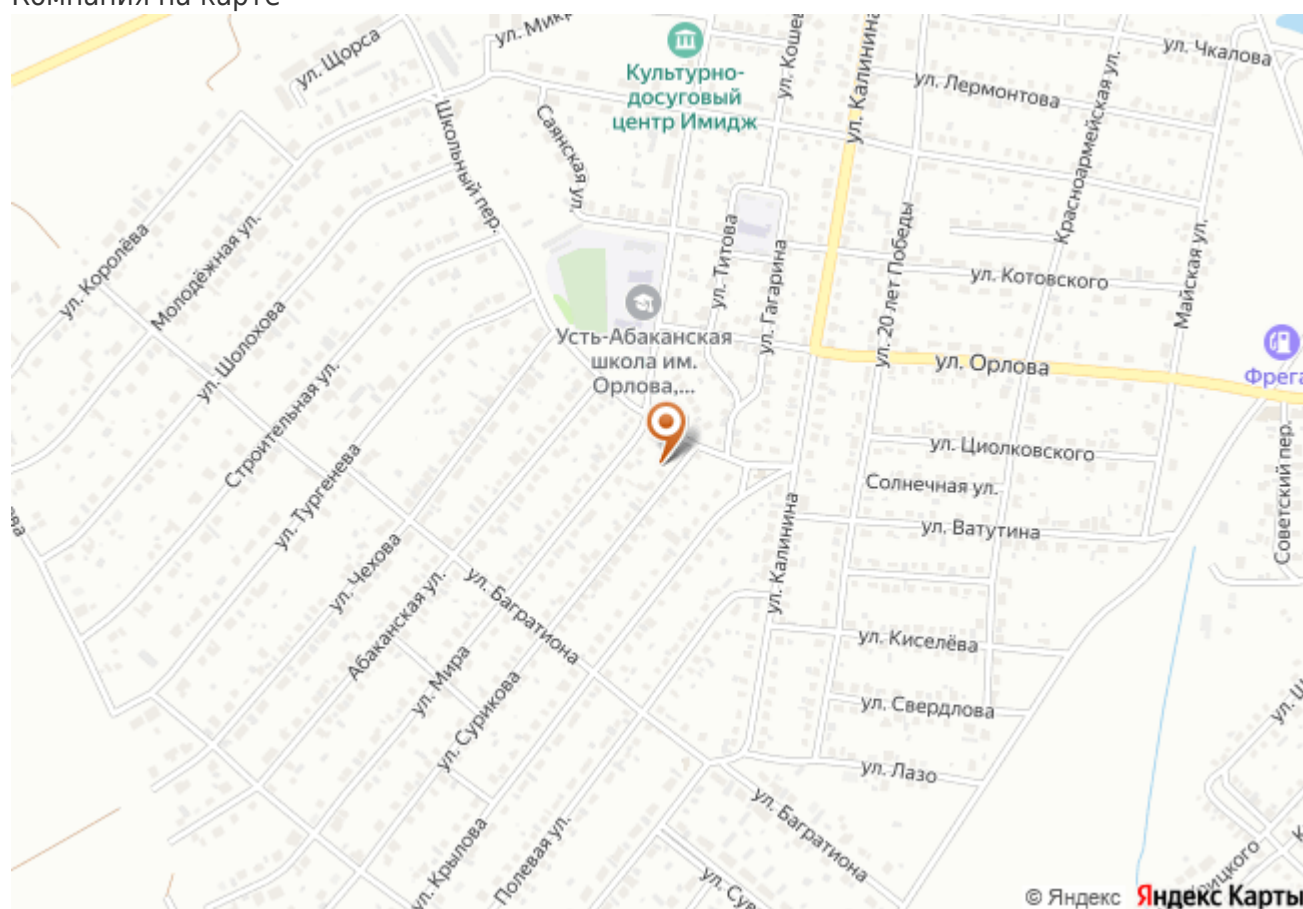 Компания на карте
ул. Щорса
ул. Чкалова
Культурно-
досуговый
центр Имидж
ул. Калинина
ул. Лермонтова
Красноармейская ул.
Школьный пер.
Саянская ул.
ул. Королёва
Молодёжная ул.
ул. Шолохова
ул. Титова
ул. Гагарина
ул. 20 лет Победы
ул. Котовского
Майская ул.
Усть-Абаканская
школа им.
Орлова,...
ул. Орлова
Строительная ул.
ул. Тургенева
ул. Циолковского
Солнечная ул.
ул. Ватутина
Советский пер.
ул. Чехова
Абаканская ул.
ул. Багратиона
ул. Калинина
ул. Мира
ул. Сурикова
ул. Киселёва
ул. Свердлова
ул. Лазо
ул. Крылова
Полевая ул.
ул. Багратиона
© Яндекс Яндекс Карты